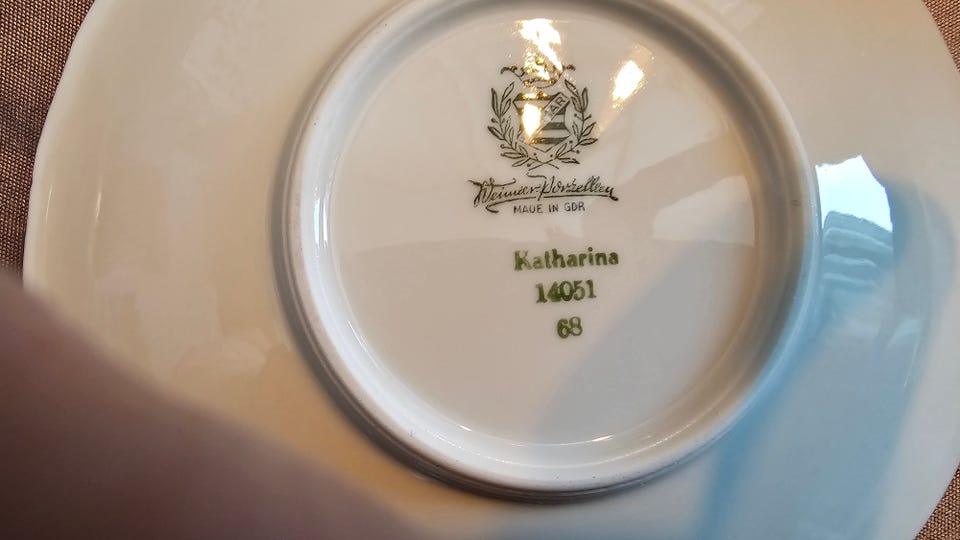 Weimar-Porzellan
MADE IN GDR
Katharina
14051
68